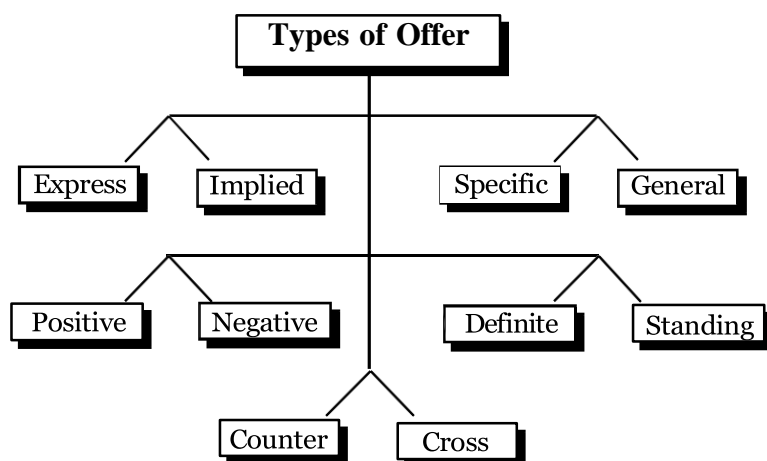 Types of Offer
Express Implied Specific General
Positive Negative Definite Standing
Counter Cross